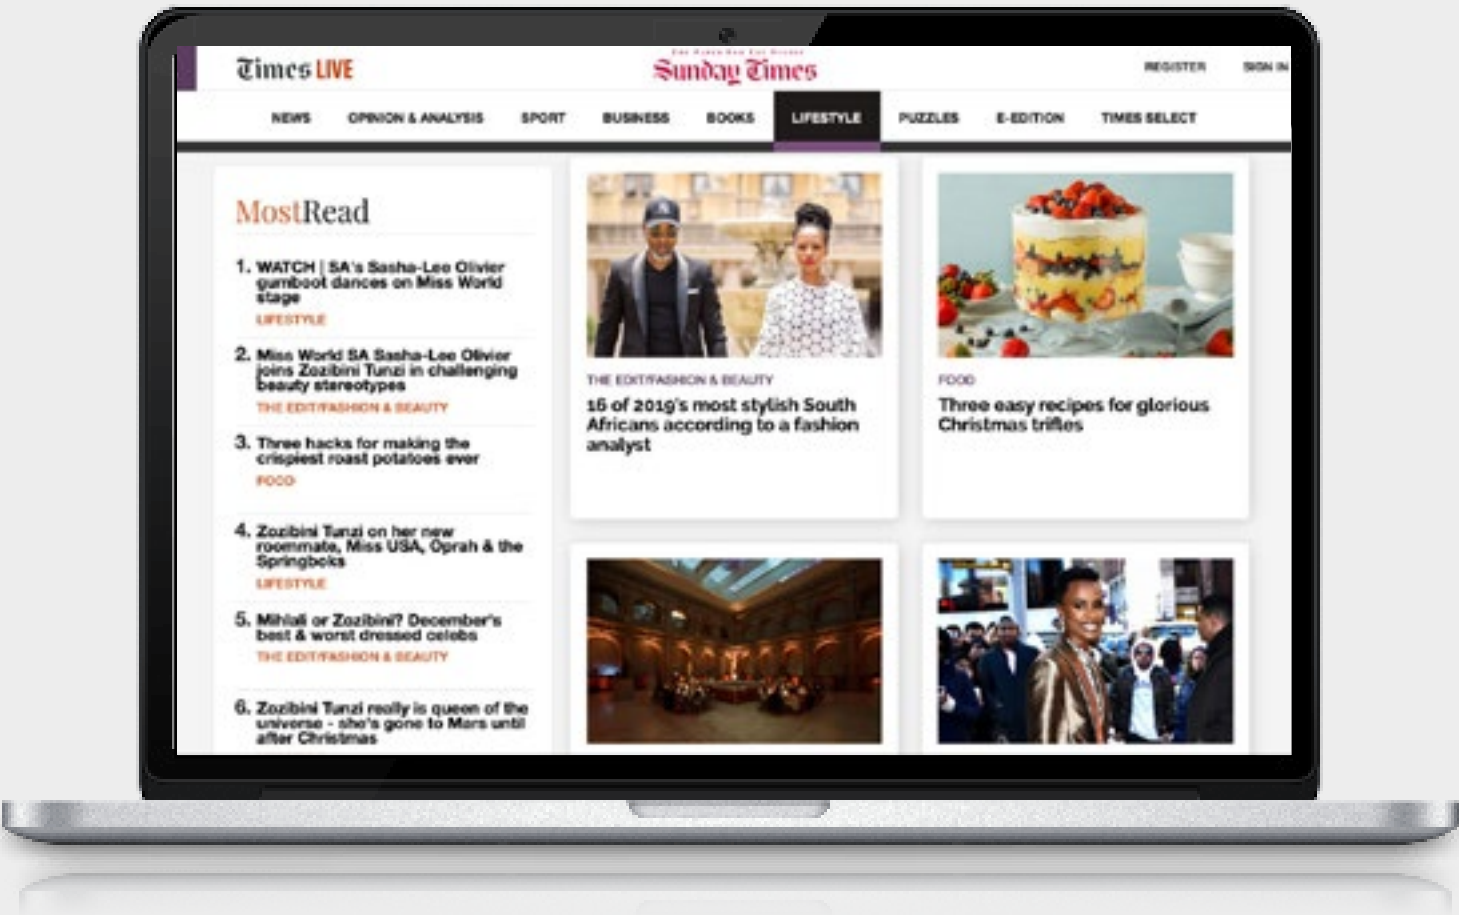 Times LIVE
Sunday Times
REGISTER
SIGN IN
NEWS
OPINION & ANALYSIS
SPORT
BUSINESS
BOOKS
LIFESTYLE
PUZZLES
E-EDITION
TIMES SELECT
MostRead
1. WATCH | SA's Sasha-Lee Olivier
gumboot dances on Miss World
stage
LIFESTYLE
2. Miss World SA Sasha-Lee Olivier
joins Zozibini Tunzi in challenging
beauty stereotypes
THE EDIT/FASHION & BEAUTY
3. Three hacks for making the
crispiest roast potatoes ever
FOOD
4. Zozibini Tunzi on her new
roommate, Miss USA, Oprah & the
Springboks
LIFESTYLE
5. Mihlali or Zozibini? December's
best & worst dressed celebs
THE EDIT/FASHION & BEAUTY
6. Zozibini Tunzi really is queen of the
universe - she's gone to Mars until
after Christmas
THE EDIT/FASHION & BEAUTY
16 of 2019's most stylish South
Africans according to a fashion
analyst
FOOD
Three easy recipes for glorious
Christmas trifles